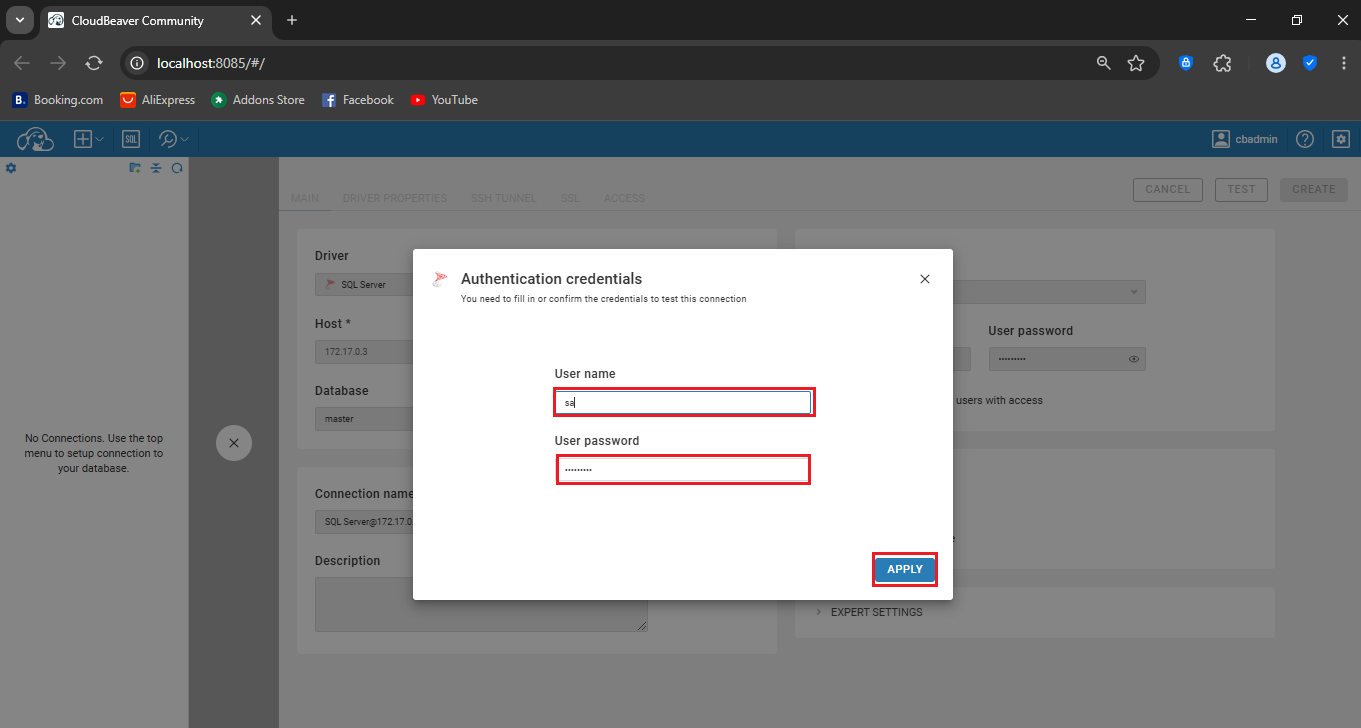 CloudBeaver Community
localhost:8085/#/
B. Booking.com AliExpress Addons Store Facebook YouTube
SQL cbadmin
MAIN DRIVER PROPERTIES SSH TUNNEL SSL ACCESS CANCEL TEST CREATE
No Connections. Use the top
menu to setup connection to
your database.
Driver
SQL Server
Host *
172.17.0.3
Database
master
Connection name
SQL Server@172.17.0
Description
User password
•••••••••
users with access
EXPERT SETTINGS
Authentication credentials
You need to fill in or confirm the credentials to test this connection
User name
sa
User password
•••••••••
APPLY